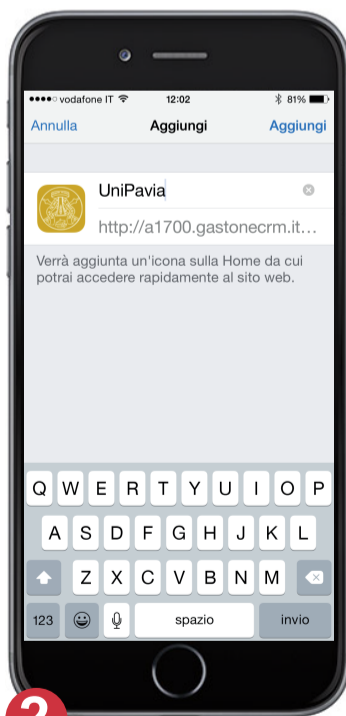 vodafone IT 12:02 81%
Annulla Aggiungi Aggiungi
UniPavia
http://a1700.gastonecrm.it...
Verrà aggiunta un'icona sulla Home da cui
potrai accedere rapidamente al sito web.
Q W E R T Y U I O P
A S D F G H J K L
Z X C V B N M
123 spazio invio
2